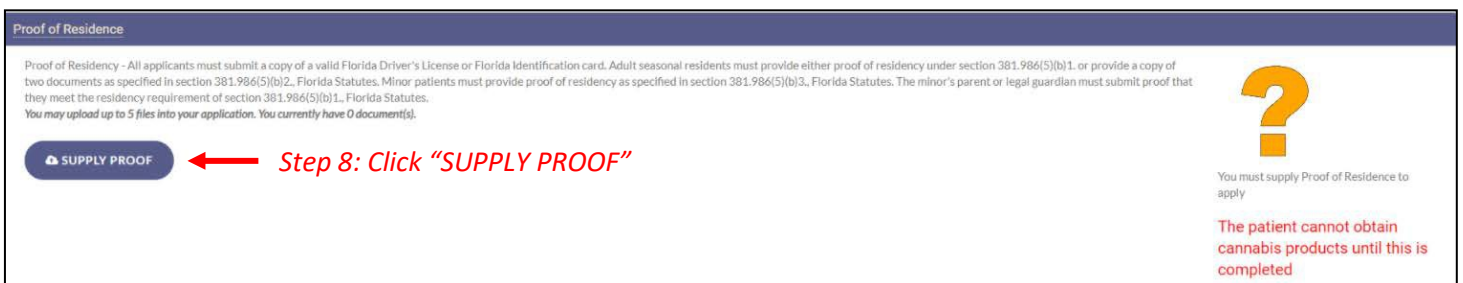 Proof of Residence
Proof of Residency - All applicants must submit a copy of a valid Florida Driver's License or Florida Identification card. Adult seasonal residents must provide either proof of residency under section 381.986(5)(b)1. or provide a copy of
two documents as specified in section 381.986(5)(b)2., Florida Statutes. Minor patients must provide proof of residency as specified in section 381.986(5)(b)3., Florida Statutes. The minor's parent or legal guardian must submit proof that
they meet the residency requirement of section 381.986(5)(b)1., Florida Statutes.
You may upload up to 5 files into your application. You currently have 0 document(s).
SUPPLY PROOF
Step 8: Click “SUPPLY PROOF”
?
You must supply Proof of Residence to
apply
The patient cannot obtain
cannabis products until this is
completed